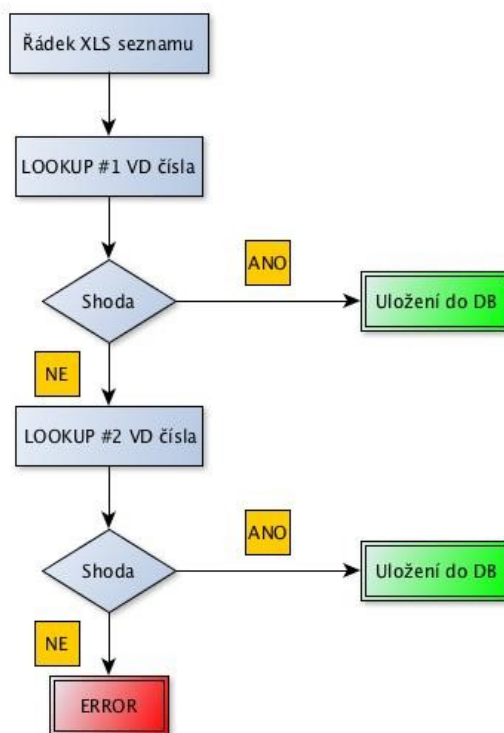 Řádek XLS seznamu
LOOKUP #1 VD čísla
ANO
Shoda
Uložení do DB
NE
LOOKUP #2 VD čísla
ANO
Shoda
Uložení do DB
NE
ERROR